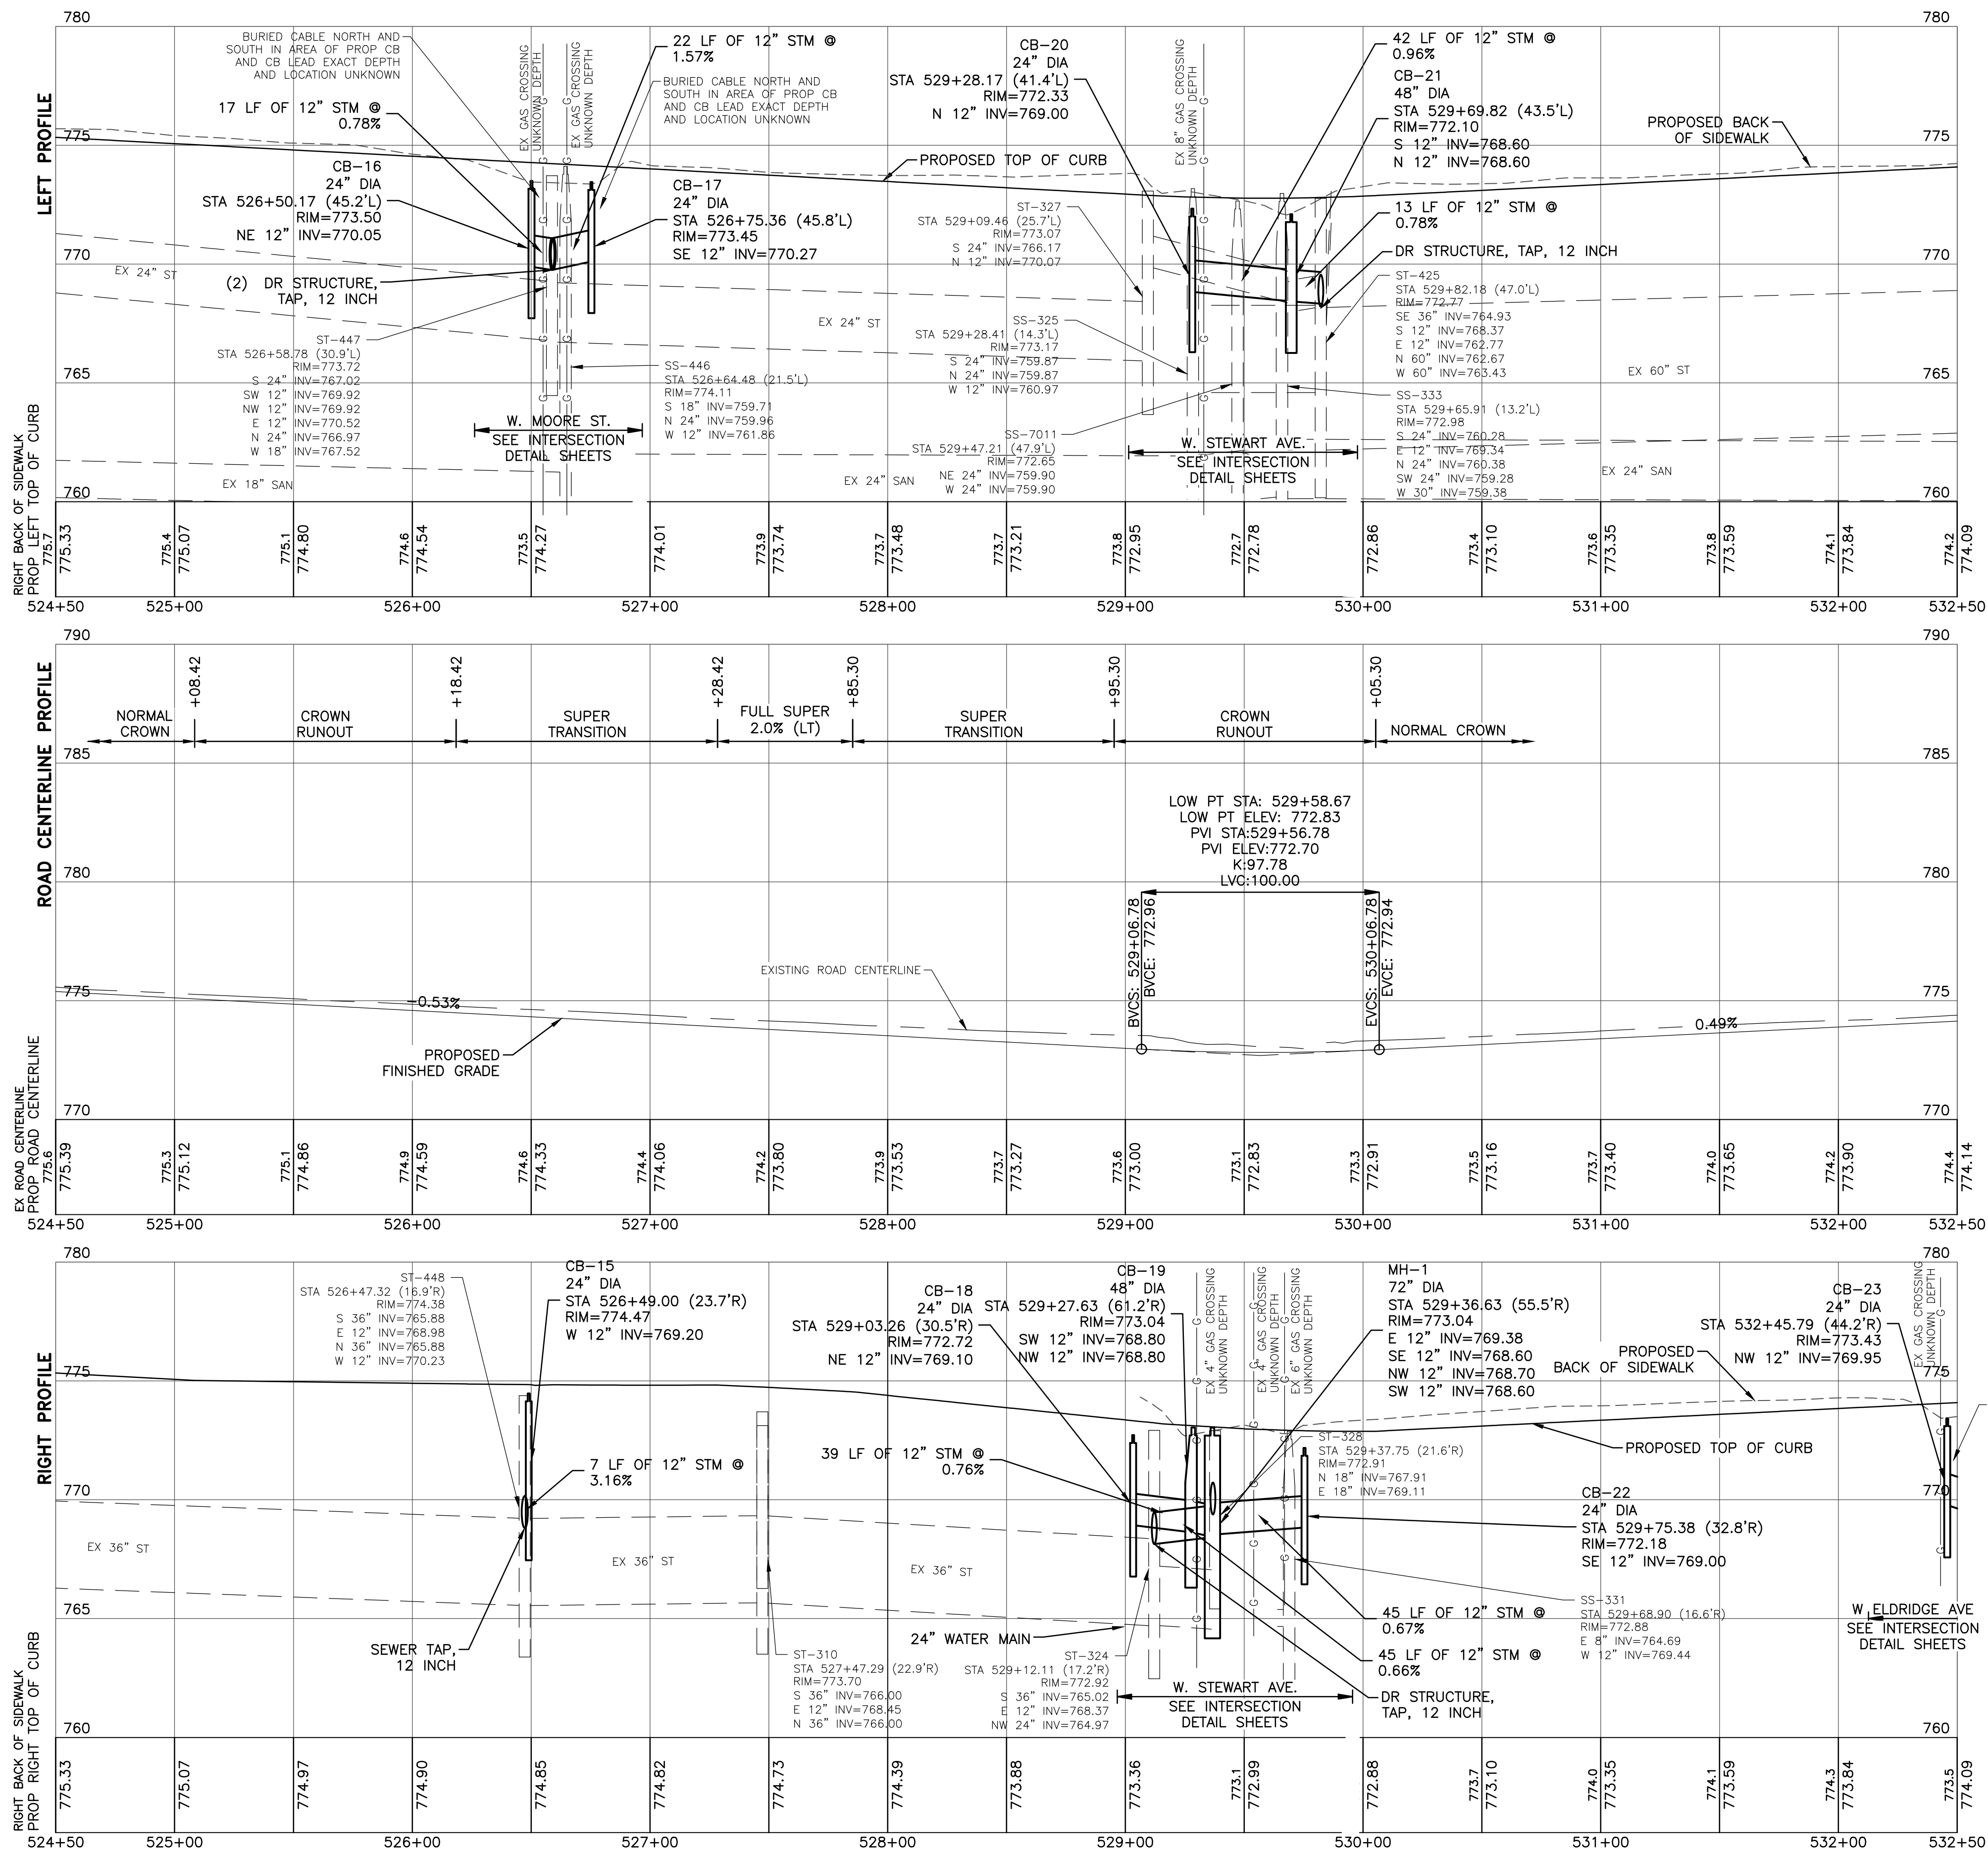 LEFT PROFILE
780
780
775
775
770
770
765
765
760
760
BURIED CABLE NORTH AND
SOUTH IN AREA OF PROP CB
AND CB LEAD EXACT DEPTH
AND LOCATION UNKNOWN
17 LF OF 12" STM @
0.78%
CB-16
24" DIA
STA 526+50.17 (45.2'L)
RIM=773.50
NE 12" INV=770.05
(2) DR STRUCTURE,
TAP, 12 INCH
EX 24" ST
ST-447
STA 526+58.78 (30.9'L)
RIM=773.72
S 24" INV=767.02
SW 12" INV=769.92
NW 12" INV=769.92
E 12" INV=770.52
N 24" INV=766.97
W 18" INV=767.52
EX 18" SAN
EX GAS CROSSING
UNKNOWN DEPTH
EX GAS CROSSING
UNKNOWN DEPTH
22 LF OF 12" STM @
1.57%
BURIED CABLE NORTH AND
SOUTH IN AREA OF PROP CB
AND CB LEAD EXACT DEPTH
AND LOCATION UNKNOWN
CB-17
24" DIA
STA 526+75.36 (45.8'L)
RIM=773.45
SE 12" INV=770.27
SS-446
STA 526+64.48 (21.5'L)
RIM=774.11
S 18" INV=759.71
N 24" INV=759.96
W 12" INV=761.86
W. MOORE ST.
SEE INTERSECTION
DETAIL SHEETS
PROPOSED TOP OF CURB
CB-20
24" DIA
STA 529+28.17 (41.4'L)
RIM=772.33
N 12" INV=769.00
EX 8" GAS CROSSING
UNKNOWN DEPTH
ST-327
STA 529+09.46 (25.7'L)
RIM=773.07
S 24" INV=766.17
N 12" INV=770.07
EX 24" ST
SS-325
STA 529+28.41 (14.3'L)
RIM=773.17
S 24" INV=759.87
N 24" INV=759.87
W 12" INV=760.97
SS-7011
STA 529+47.21 (47.9'L)
RIM=772.65
NE 24" INV=759.90
W 24" INV=759.90
EX 24" SAN
42 LF OF 12" STM @
0.96%
CB-21
48" DIA
STA 529+69.82 (43.5'L)
RIM=772.10
S 12" INV=768.60
N 12" INV=768.60
13 LF OF 12" STM @
0.78%
DR STRUCTURE, TAP, 12 INCH
ST-425
STA 529+82.18 (47.0'L)
RIM=772.77
SE 36" INV=764.93
S 12" INV=768.37
E 12" INV=762.77
N 60" INV=762.67
W 60" INV=763.43
SS-333
STA 529+65.91 (13.2'L)
RIM=772.98
S 24" INV=760.28
E 12" INV=769.34
N 24" INV=760.38
SW 24" INV=759.28
W 30" INV=759.38
W. STEWART AVE.
SEE INTERSECTION
DETAIL SHEETS
PROPOSED BACK
OF SIDEWALK
EX 60" ST
EX 24" SAN
RIGHT BACK OF SIDEWALK
PROP LEFT TOP OF CURB
775.7
775.33
775.4
775.07
775.1
774.80
774.6
774.54
773.5
774.27
774.01
773.9
773.74
773.7
773.48
773.7
773.21
773.8
772.95
772.7
772.78
772.86
773.4
773.10
773.6
773.35
773.8
773.59
774.1
773.84
774.2
774.09
524+50 525+00 526+00 527+00 528+00 529+00 530+00 531+00 532+00 532+50
ROAD CENTERLINE PROFILE
790
790
785
785
780
780
775
775
770
770
+08.42
+18.42
+28.42
+85.30
+95.30
+05.30
NORMAL
CROWN
CROWN
RUNOUT
SUPER
TRANSITION
FULL SUPER
2.0% (LT)
SUPER
TRANSITION
CROWN
RUNOUT
NORMAL CROWN
LOW PT STA: 529+58.67
LOW PT ELEV: 772.83
PVI STA:529+56.78
PVI ELEV:772.70
K:97.78
LVC:100.00
BVCS: 529+06.78
BVCE: 772.96
EVCS: 530+06.78
EVCE: 772.94
EXISTING ROAD CENTERLINE
-0.53%
0.49%
PROPOSED
FINISHED GRADE
EX ROAD CENTERLINE
PROP ROAD CENTERLINE
775.6
775.39
775.3
775.12
775.1
774.86
774.9
774.59
774.6
774.33
774.4
774.06
774.2
773.80
773.9
773.53
773.7
773.27
773.6
773.00
773.1
772.83
773.3
772.91
773.5
773.16
773.7
773.40
774.0
773.65
774.2
773.90
774.4
774.14
524+50 525+00 526+00 527+00 528+00 529+00 530+00 531+00 532+00 532+50
RIGHT PROFILE
780
780
775
775
770
770
765
765
760
760
ST-448
STA 526+47.32 (16.9'R)
RIM=774.38
S 36" INV=765.88
E 12" INV=768.98
N 36" INV=765.88
W 12" INV=770.23
CB-15
24" DIA
STA 526+49.00 (23.7'R)
RIM=774.47
W 12" INV=769.20
7 LF OF 12" STM @
3.16%
EX 36" ST
EX 36" ST
EX 36" ST
SEWER TAP,
12 INCH
ST-310
STA 527+47.29 (22.9'R)
RIM=773.70
S 36" INV=766.00
E 12" INV=768.45
N 36" INV=766.00
CB-18
24" DIA
STA 529+03.26 (30.5'R)
RIM=772.72
NE 12" INV=769.10
CB-19
48" DIA
STA 529+27.63 (61.2'R)
RIM=773.04
SW 12" INV=768.80
NW 12" INV=768.80
39 LF OF 12" STM @
0.76%
24" WATER MAIN
ST-324
STA 529+12.11 (17.2'R)
RIM=772.92
S 36" INV=765.02
E 12" INV=768.37
NW 24" INV=764.97
EX 4" GAS CROSSING
UNKNOWN DEPTH
EX 4" GAS CROSSING
UNKNOWN DEPTH
EX 6" GAS CROSSING
UNKNOWN DEPTH
MH-1
72" DIA
STA 529+36.63 (55.5'R)
RIM=773.04
E 12" INV=769.38
SE 12" INV=768.60
NW 12" INV=768.70
SW 12" INV=768.60
ST-328
STA 529+37.75 (21.6'R)
RIM=772.91
N 18" INV=767.91
E 18" INV=769.11
CB-22
24" DIA
STA 529+75.38 (32.8'R)
RIM=772.18
SE 12" INV=769.00
SS-331
STA 529+68.90 (16.6'R)
RIM=772.88
E 8" INV=764.69
W 12" INV=769.44
45 LF OF 12" STM @
0.67%
45 LF OF 12" STM @
0.66%
DR STRUCTURE,
TAP, 12 INCH
W. STEWART AVE.
SEE INTERSECTION
DETAIL SHEETS
PROPOSED
BACK OF SIDEWALK
PROPOSED TOP OF CURB
CB-23
24" DIA
STA 532+45.79 (44.2'R)
RIM=773.43
NW 12" INV=769.95
EX GAS CROSSING
UNKNOWN DEPTH
W ELDRIDGE AVE
SEE INTERSECTION
DETAIL SHEETS
RIGHT BACK OF SIDEWALK
PROP RIGHT TOP OF CURB
775.33
775.07
774.97
774.90
774.85
774.82
774.73
774.39
773.88
773.36
773.1
772.99
772.88
773.7
773.10
774.0
773.35
774.1
773.59
774.3
773.84
773.5
774.09
524+50 525+00 526+00 527+00 528+00 529+00 530+00 531+00 532+00 532+50